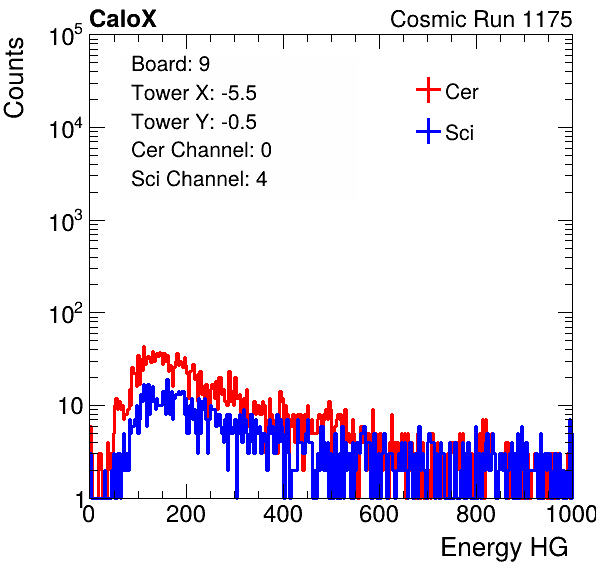 CaloX Cosmic Run 1175
Counts
10^5
10^4
10^3
10^2
10
1
Board: 9
Tower X: -5.5
Tower Y: -0.5
Cer Channel: 0
Sci Channel: 4
Cer
Sci
0 200 400 600 800 1000
Energy HG